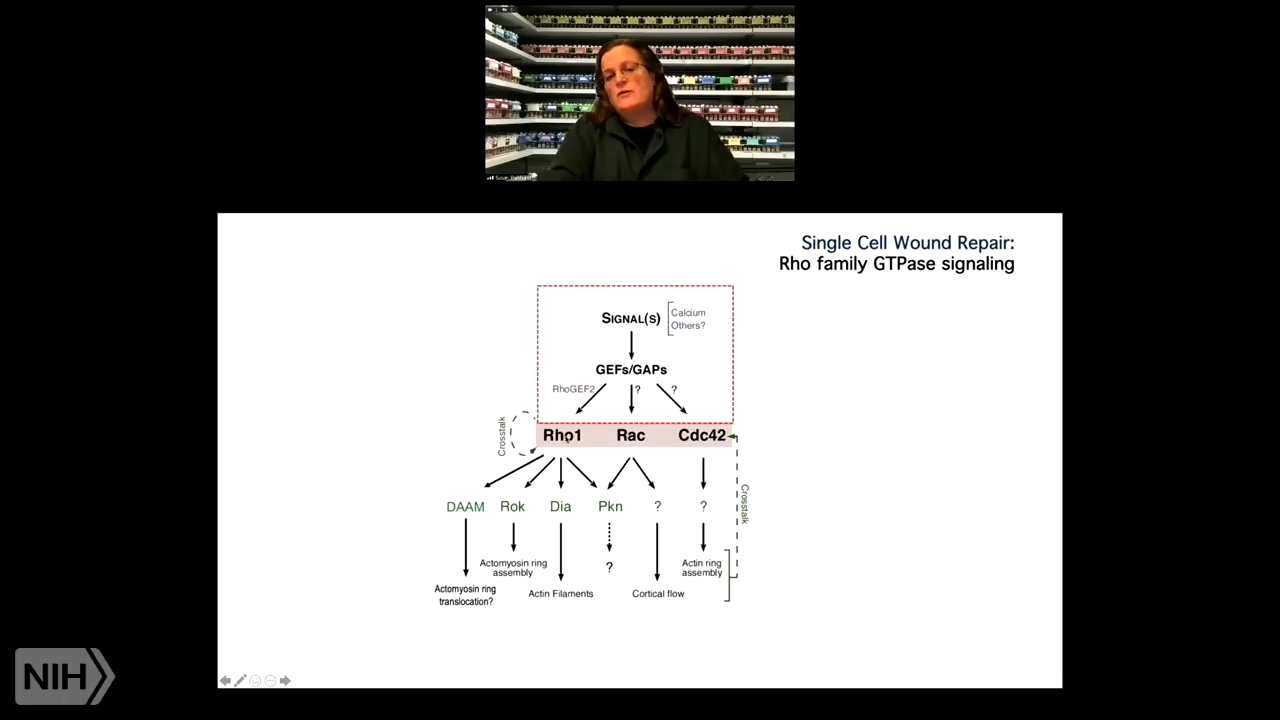 Single Cell Wound Repair:
Rho family GTPase signaling
SIGNAL(S)
Calcium
Others?
GEFs/GAPs
RhoGEF2
?
?
Crosstalk
Rho1
Rac
Cdc42
DAAM
Rok
Dia
Pkn
?
?
Crosstalk
Actomyosin ring
assembly
?
Actin ring
assembly
Actomyosin ring
translocation?
Actin Filaments
Cortical flow
NIH